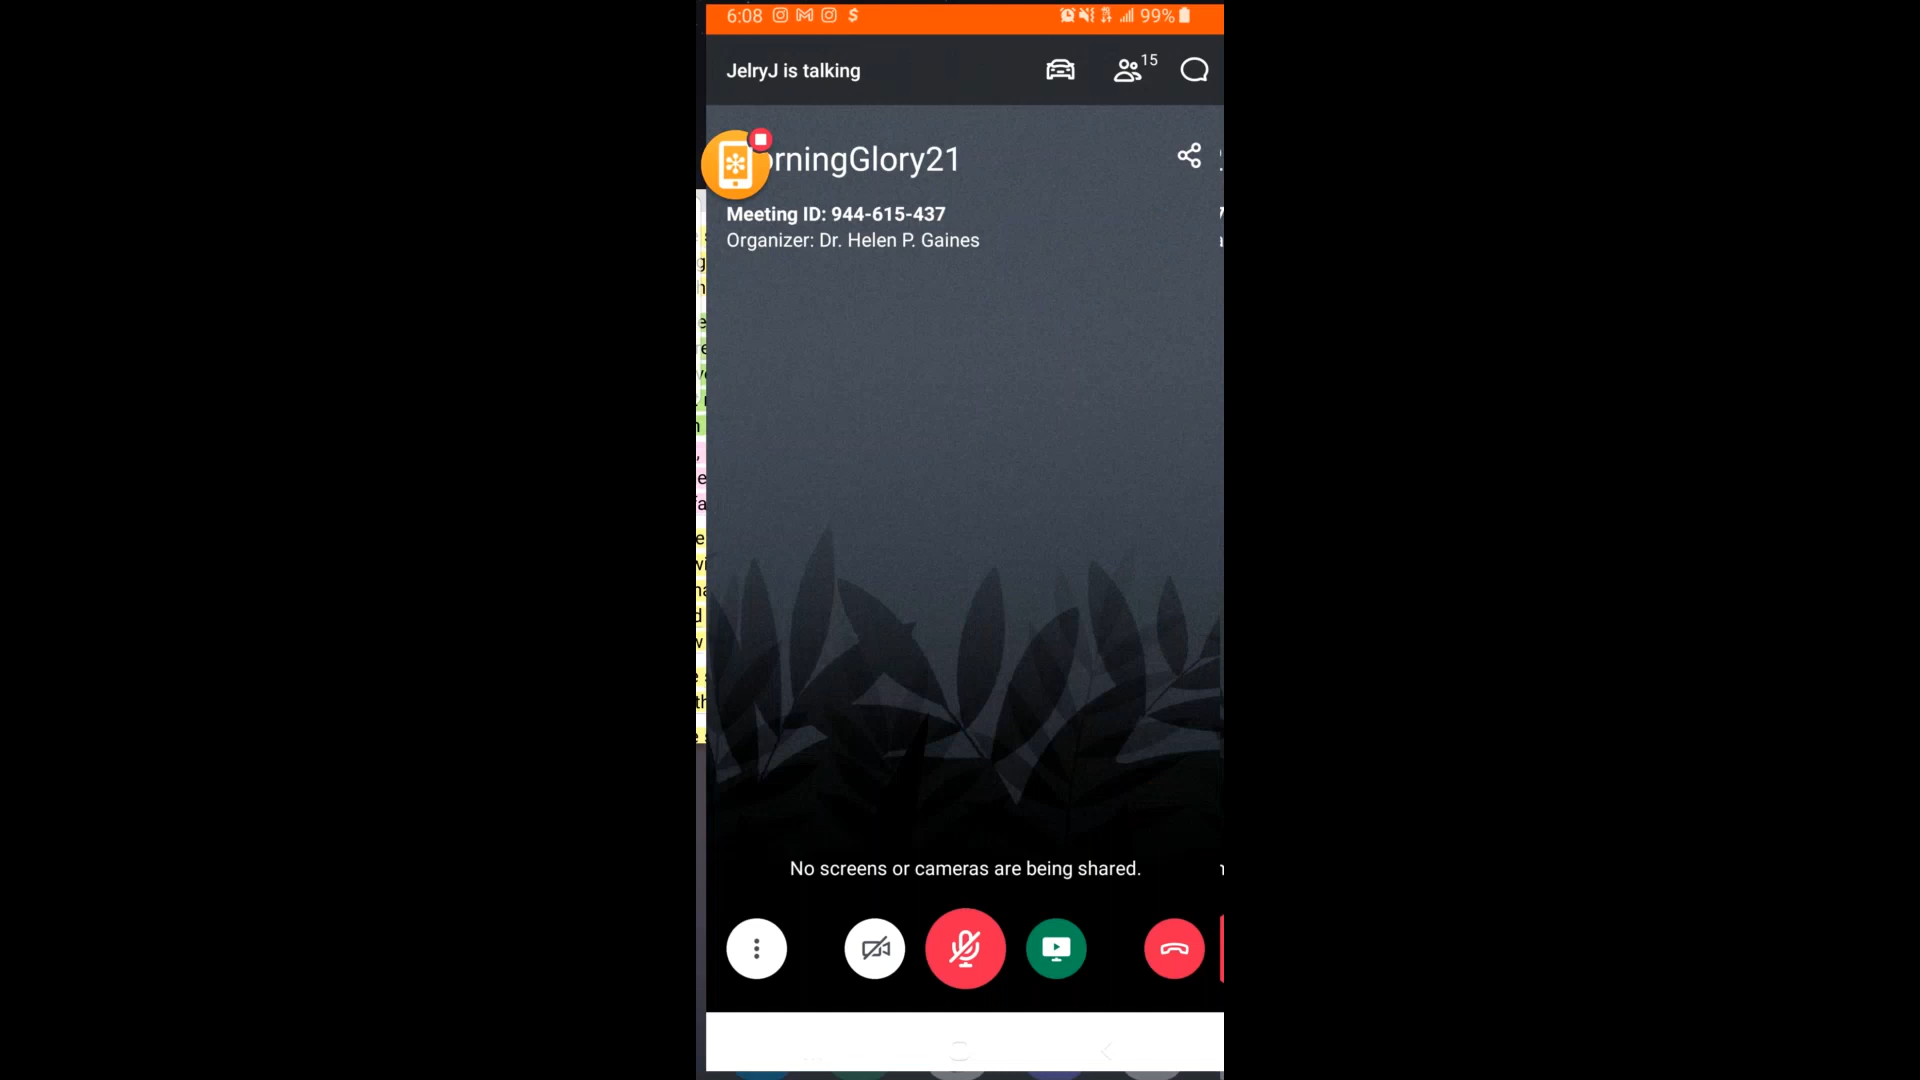 6:08
99%
JelryJ is talking
15
orningGlory21
Meeting ID: 944-615-437
Organizer: Dr. Helen P. Gaines
No screens or cameras are being shared.